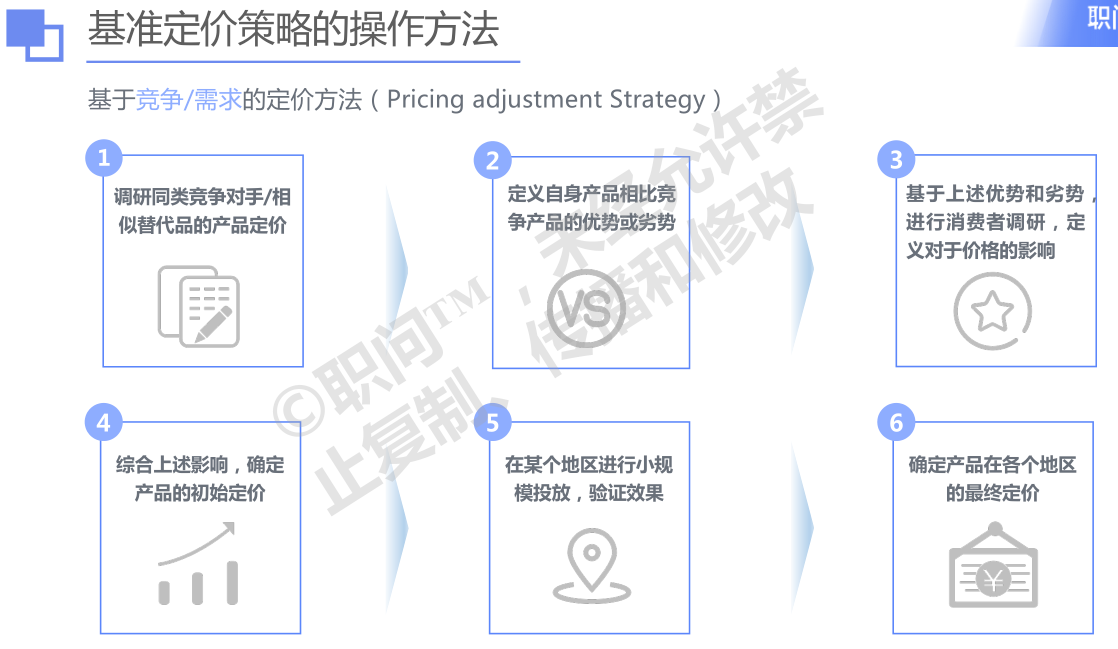 基准定价策略的操作方法
职问
基于竞争/需求的定价方法（Pricing adjustment Strategy）
1
调研同类竞争对手/相
似替代品的产品定价
2
定义自身产品相比竞
争产品的优势或劣势
VS
3
基于上述优势和劣势，
进行消费者调研，定
义对于价格的影响
4
综合上述影响，确定
产品的初始定价
5
在某个地区进行小规
模投放，验证效果
6
确定产品在各个地区
的最终定价
¥
©职问™，未经允许禁
止复制、传播和修改